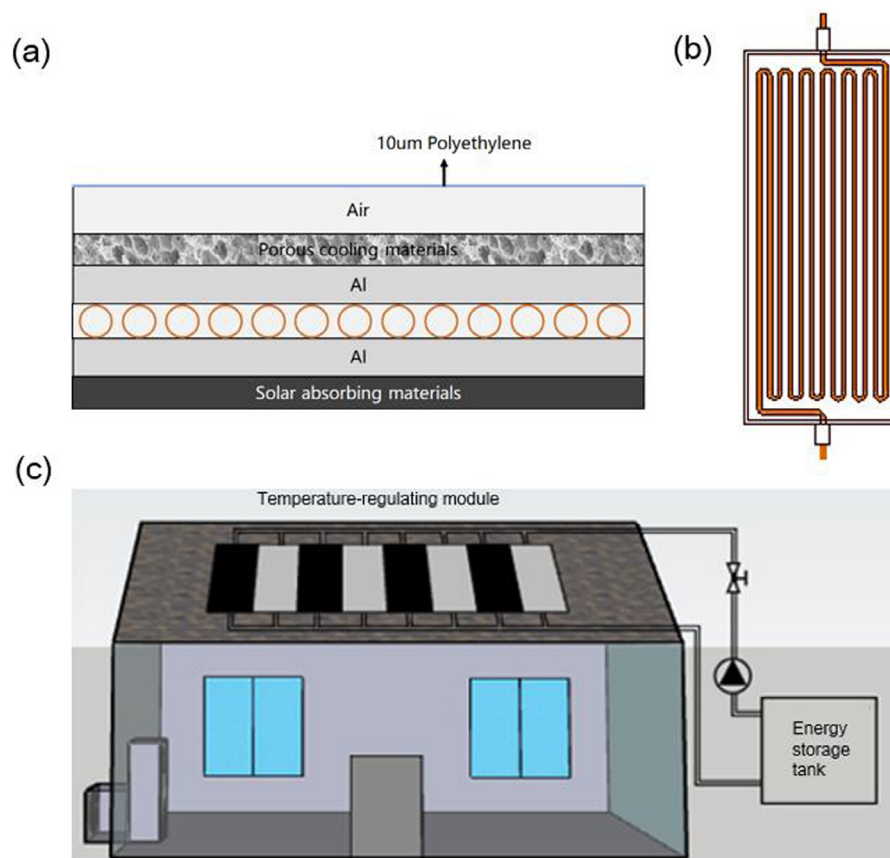 (a)
(b)
10um Polyethylene
Air
Porous cooling materials
Al
Al
Solar absorbing materials
(c)
Temperature-regulating module
Energy
storage
tank